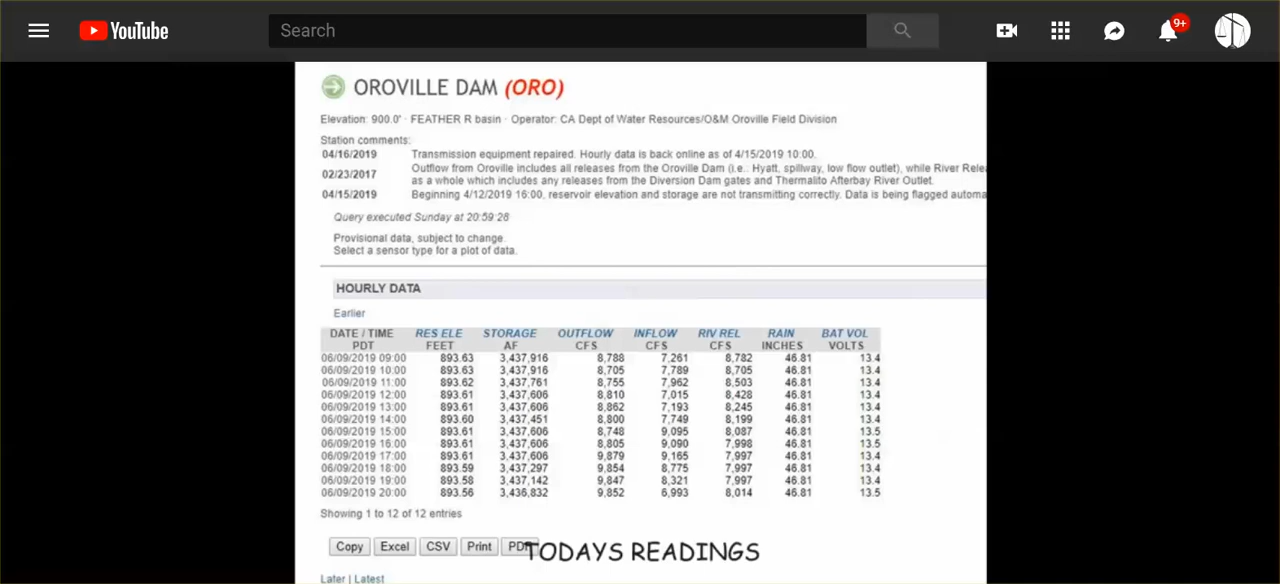 YouTube
Search
9+
OROVILLE DAM (ORO)
Elevation: 900.0' · FEATHER R basin · Operator: CA Dept of Water Resources/O&M Oroville Field Division
Station comments:
04/16/2019 Transmission equipment repaired. Hourly data is back online as of 4/15/2019 10:00.
02/23/2017 Outflow from Oroville includes all releases from the Oroville Dam (i.e.. Hyatt, spillway, low flow outlet), while River Relea
as a whole which includes any releases from the Diversion Dam gates and Thermalito Afterbay River Outlet.
04/15/2019 Beginning 4/12/2019 16:00, reservoir elevation and storage are not transmitting correctly. Data is being flagged automa
Query executed Sunday at 20:59:28
Provisional data, subject to change.
Select a sensor type for a plot of data.
HOURLY DATA
Earlier
DATE / TIME RES ELE STORAGE OUTFLOW INFLOW RIV REL RAIN BAT VOL
PDT FEET AF CFS CFS CFS INCHES VOLTS
06/09/2019 09:00 893.63 3,437,916 8,788 7,261 8,782 46.81 13.4
06/09/2019 10:00 893.63 3,437,916 8,705 7,789 8,705 46.81 13.4
06/09/2019 11:00 893.62 3,437,761 8,755 7,962 8,503 46.81 13.4
06/09/2019 12:00 893.61 3,437,606 8,810 7,015 8,428 46.81 13.4
06/09/2019 13:00 893.61 3,437,606 8,862 7,193 8,245 46.81 13.4
06/09/2019 14:00 893.60 3,437,451 8,800 7,749 8,199 46.81 13.4
06/09/2019 15:00 893.61 3,437,606 8,748 9,095 8,087 46.81 13.5
06/09/2019 16:00 893.61 3,437,606 8,805 9,090 7,998 46.81 13.5
06/09/2019 17:00 893.61 3,437,606 9,879 9,165 7,997 46.81 13.4
06/09/2019 18:00 893.59 3,437,297 9,854 8,775 7,997 46.81 13.4
06/09/2019 19:00 893.58 3,437,142 9,847 8,321 7,997 46.81 13.4
06/09/2019 20:00 893.56 3,436,832 9,852 6,993 8,014 46.81 13.5
Showing 1 to 12 of 12 entries
Copy Excel CSV Print PDF
TODAYS READINGS
Later | Latest